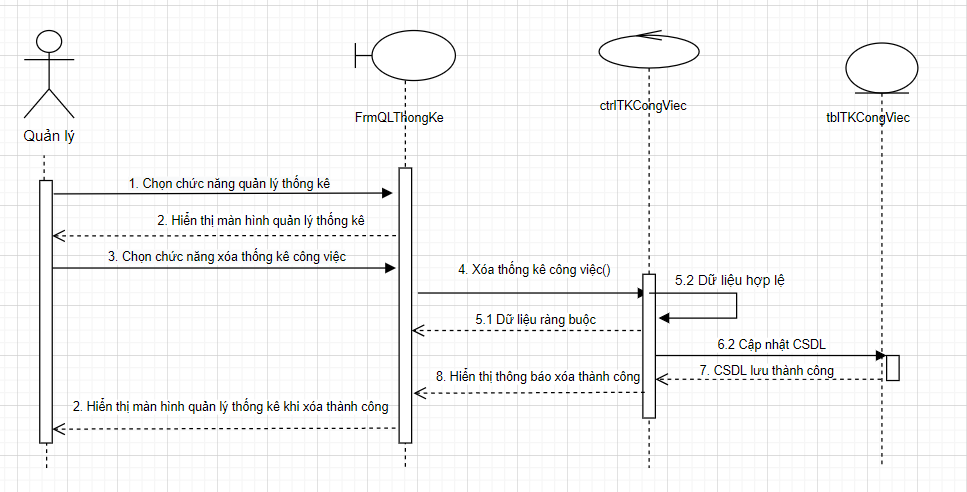 ctrlTKCongViec
FrmQLThongKe
tblTKCongViec
Quản lý
1. Chọn chức năng quản lý thống kê
2. Hiển thị màn hình quản lý thống kê
3. Chọn chức năng xóa thống kê công việc
4. Xóa thống kê công việc()
5.2 Dữ liệu hợp lệ
5.1 Dữ liệu ràng buộc
6.2 Cập nhật CSDL
7. CSDL lưu thành công
8. Hiển thị thông báo xóa thành công
2. Hiển thị màn hình quản lý thống kê khi xóa thành công